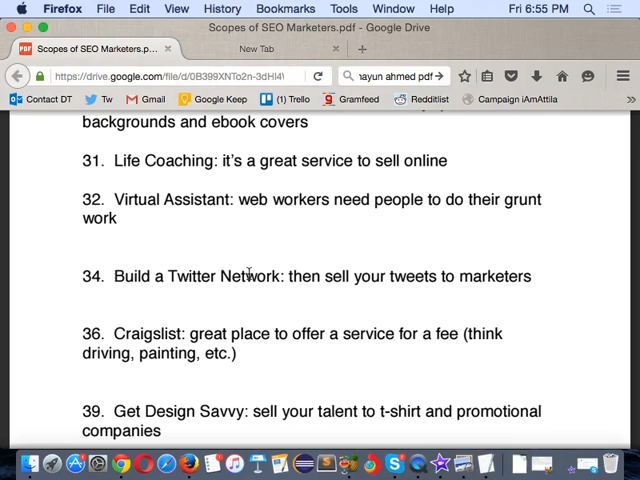 Firefox File Edit View History Bookmarks Tools Window Help Fri 6:55 PM
Scopes of SEO Marketers.pdf - Google Drive
Scopes of SEO Marketers.p... New Tab
https://drive.google.com/file/d/0B399XNTo2n-3dHl4\ nayun ahmed pdf
Contact DT Tw Gmail Google Keep (1) Trello Gramfeed Redditlist Campaign iAmAttila
backgrounds and ebook covers
31. Life Coaching: it's a great service to sell online
32. Virtual Assistant: web workers need people to do their grunt
work
34. Build a Twitter Network: then sell your tweets to marketers
36. Craigslist: great place to offer a service for a fee (think
driving, painting, etc.)
39. Get Design Savvy: sell your talent to t-shirt and promotional
companies